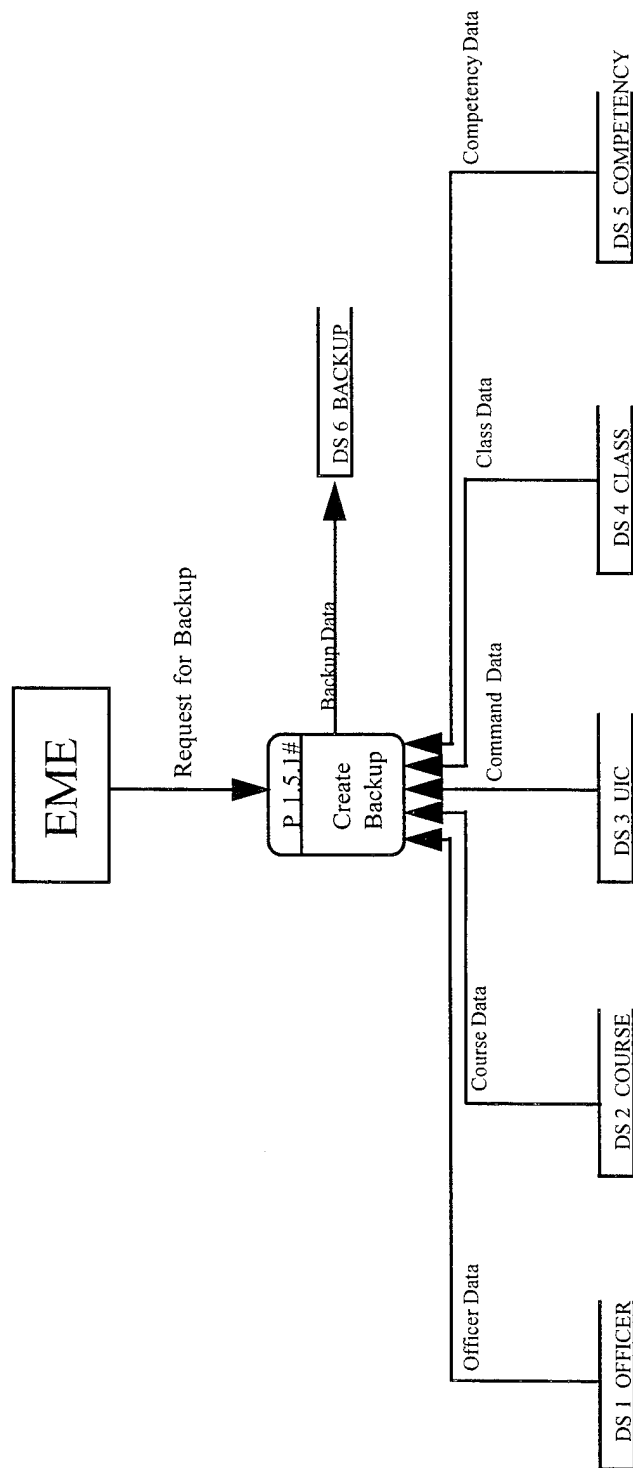 EME
Request for Backup
P 1.5.1#
Create
Backup
Backup Data
DS 6 BACKUP
Officer Data
Course Data
Command Data
Class Data
Competency Data
DS 1 OFFICER
DS 2 COURSE
DS 3 UIC
DS 4 CLASS
DS 5 COMPETENCY